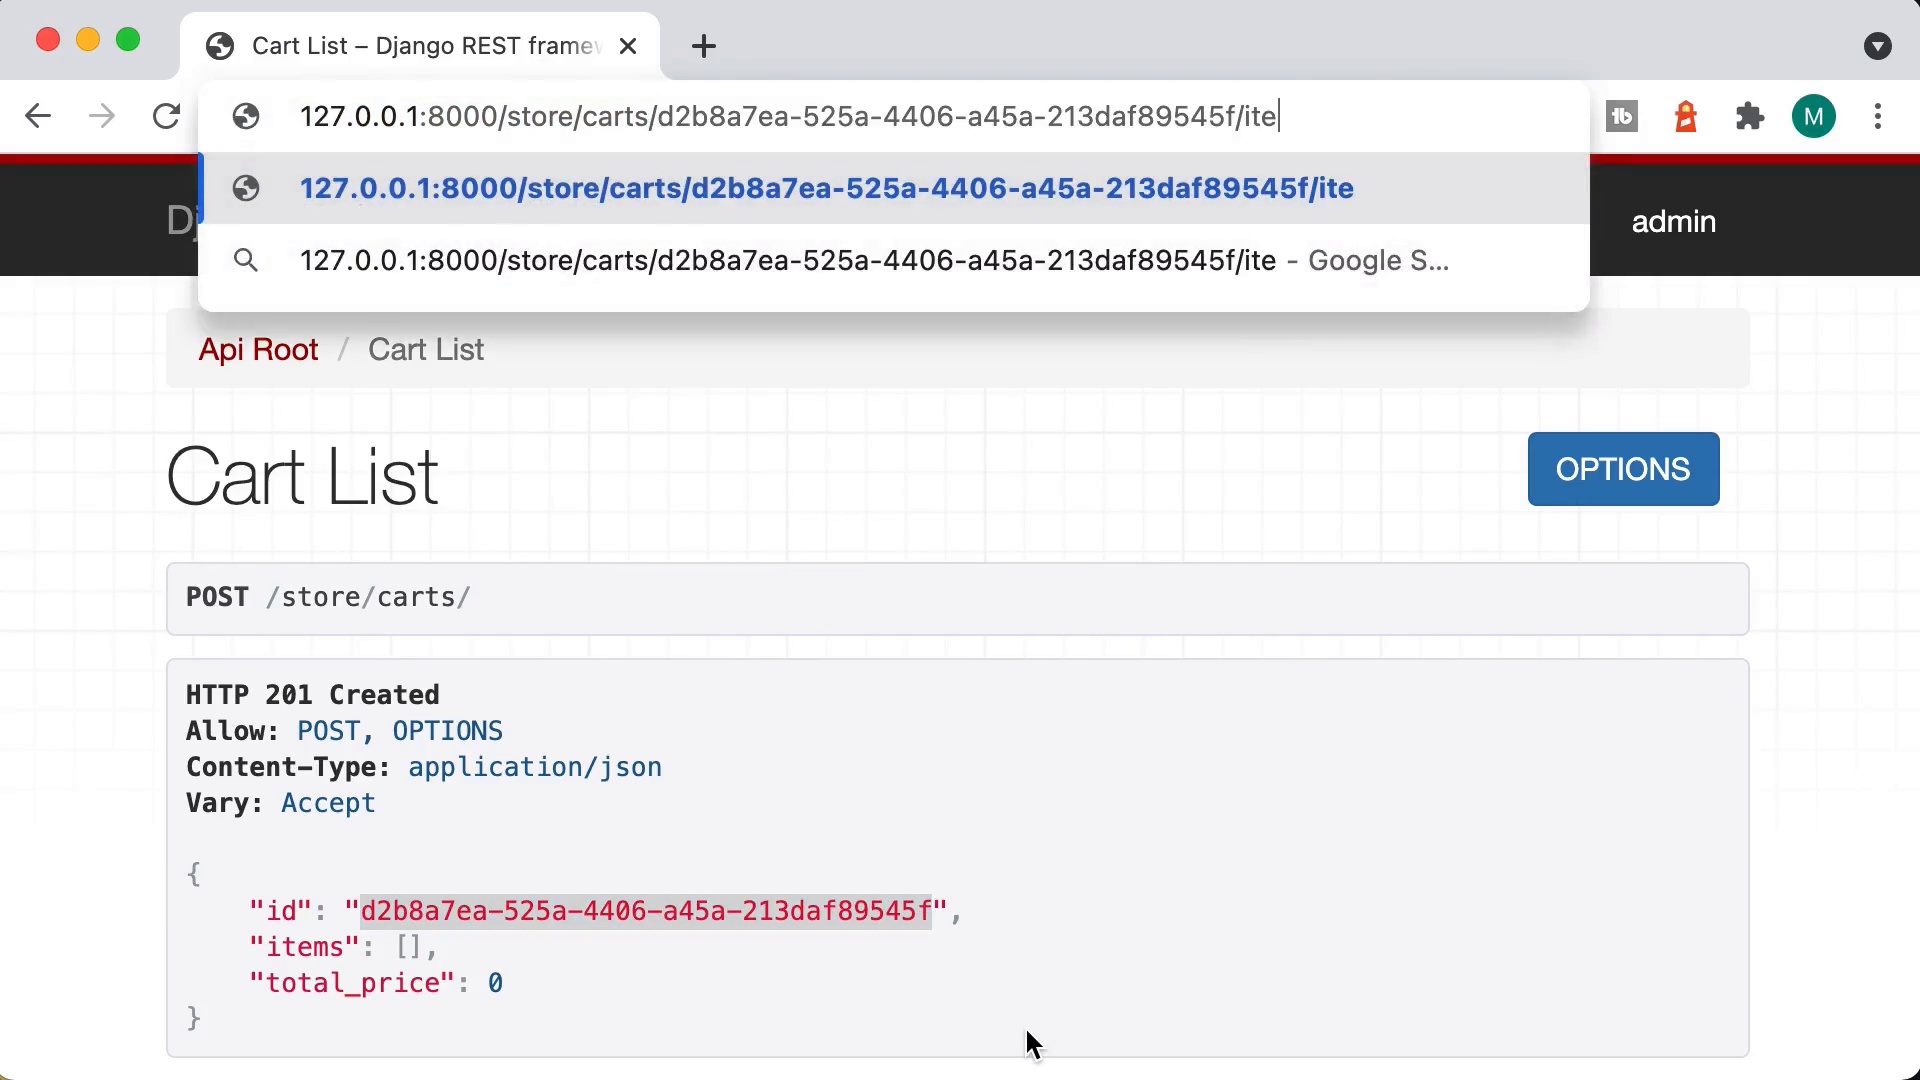 Cart List – Django REST framew
127.0.0.1:8000/store/carts/d2b8a7ea-525a-4406-a45a-213daf89545f/ite
127.0.0.1:8000/store/carts/d2b8a7ea-525a-4406-a45a-213daf89545f/ite
127.0.0.1:8000/store/carts/d2b8a7ea-525a-4406-a45a-213daf89545f/ite - Google S...
tb
M
Dj
admin
Api Root / Cart List
Cart List
OPTIONS
POST /store/carts/
HTTP 201 Created
Allow: POST, OPTIONS
Content-Type: application/json
Vary: Accept
{
"id": "d2b8a7ea-525a-4406-a45a-213daf89545f",
"items": [],
"total_price": 0
}